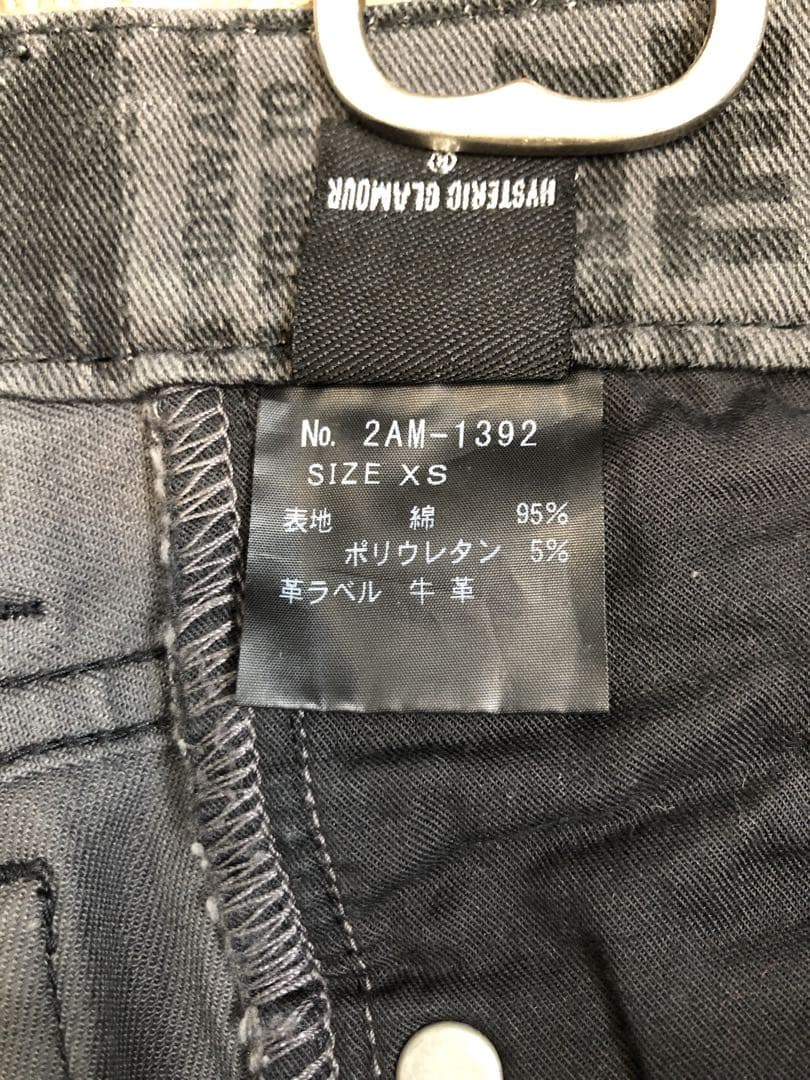 HYSTERIC GLAMOUR
No. 2AM-1392
SIZE XS
表地 綿 95%
ポリウレタン 5%
革ラベル 牛革